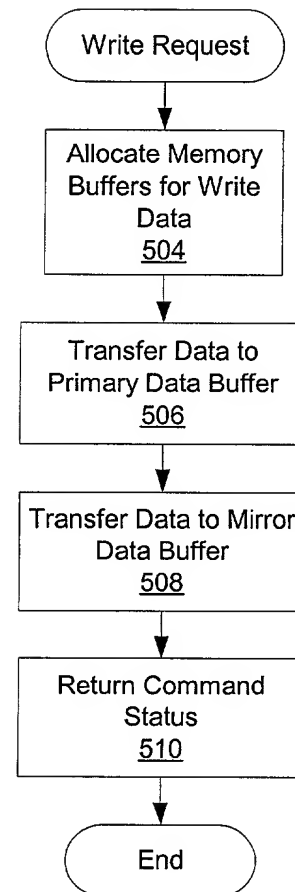 Write Request
Allocate Memory
Buffers for Write
Data
504
Transfer Data to
Primary Data Buffer
506
Transfer Data to Mirror
Data Buffer
508
Return Command
Status
510
End